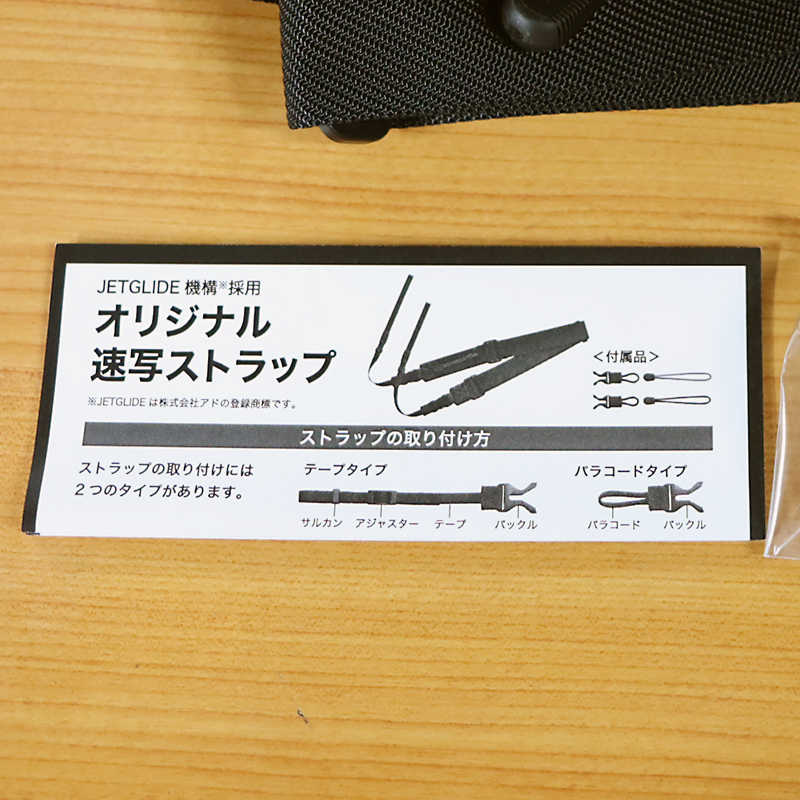 JETGLIDE 機構※採用
オリジナル
速写ストラップ
※JETGLIDE は株式会社アドの登録商標です。
＜付属品＞
ストラップの取り付け方
ストラップの取り付けには
2つのタイプがあります。
テープタイプ
サルカン アジャスター テープ バックル
パラコードタイプ
パラコード バックル